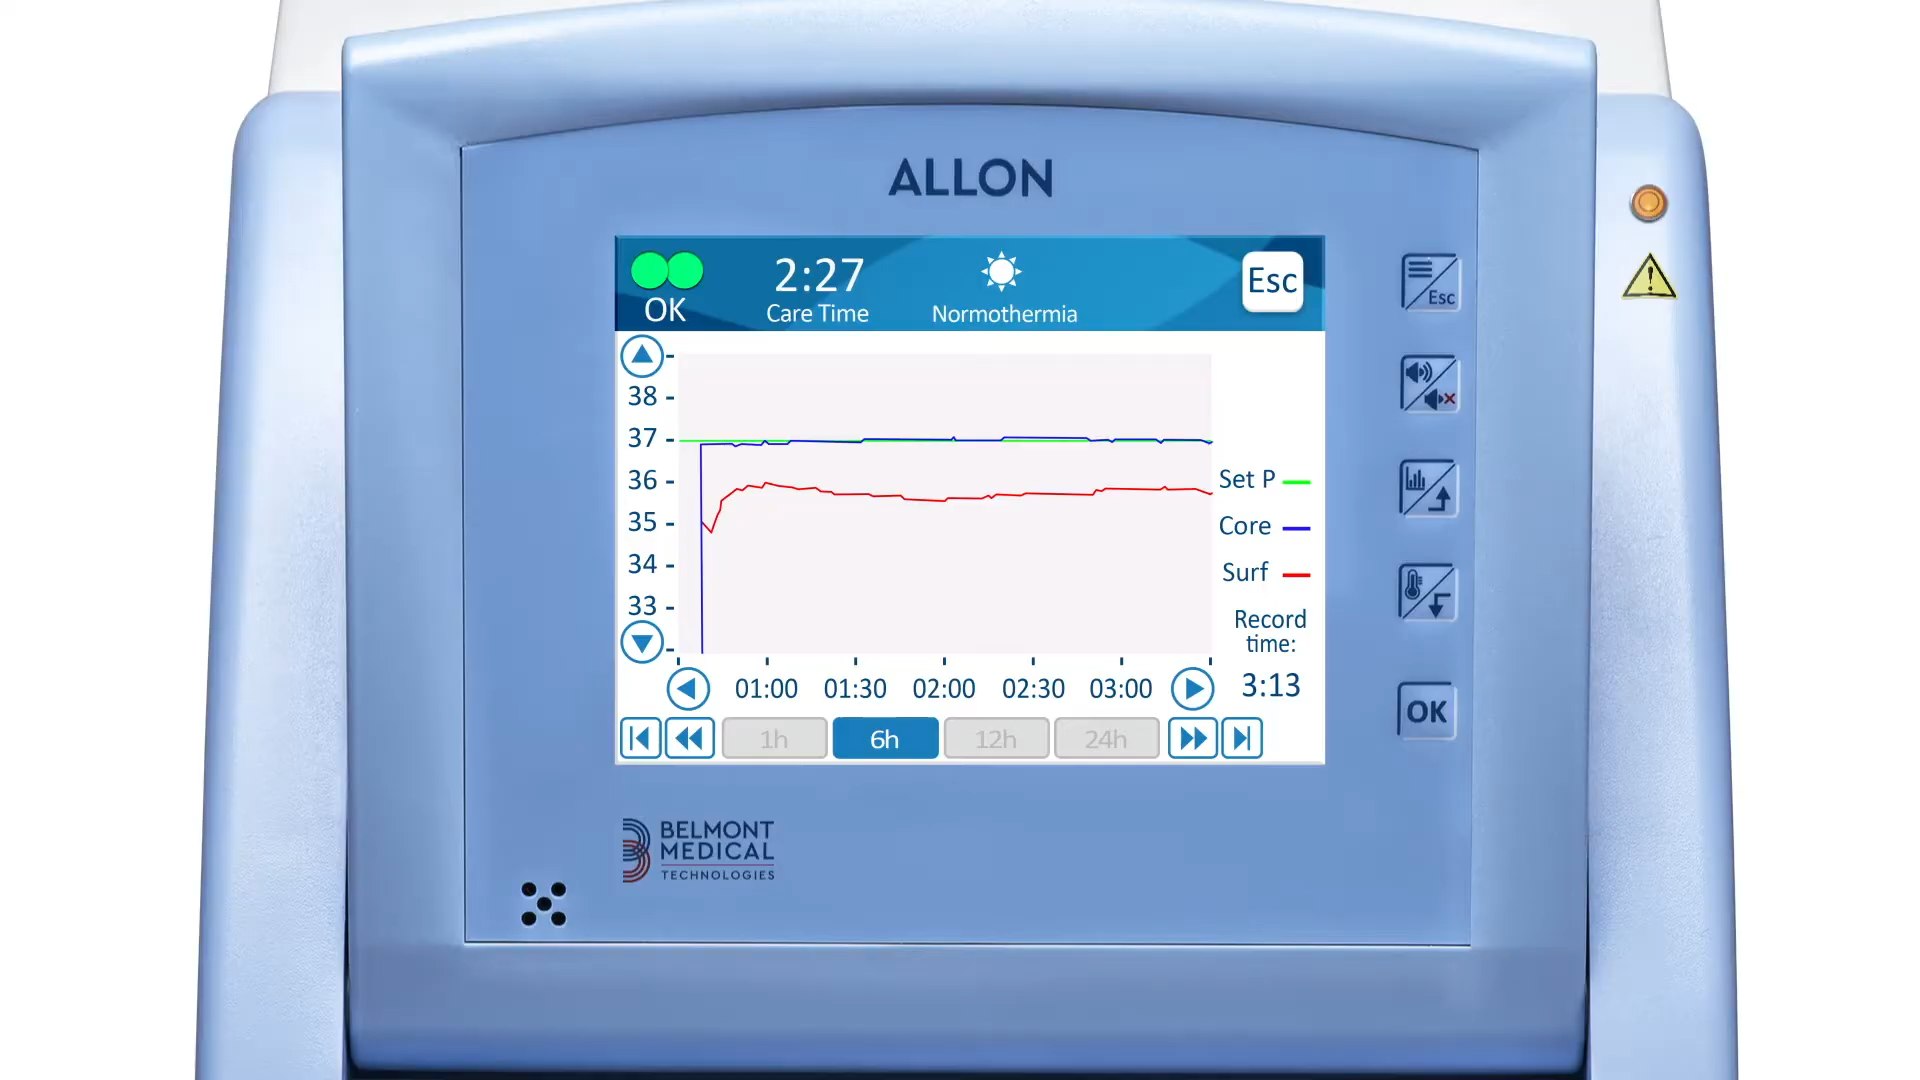 ALLON
OK
2:27
Care Time
Normothermia
Esc
Esc
38
37
36
35
34
33
Set P
Core
Surf
Record
time:
3:13
01:00
01:30
02:00
02:30
03:00
1h
6h
12h
24h
OK
BELMONT
MEDICAL
TECHNOLOGIES